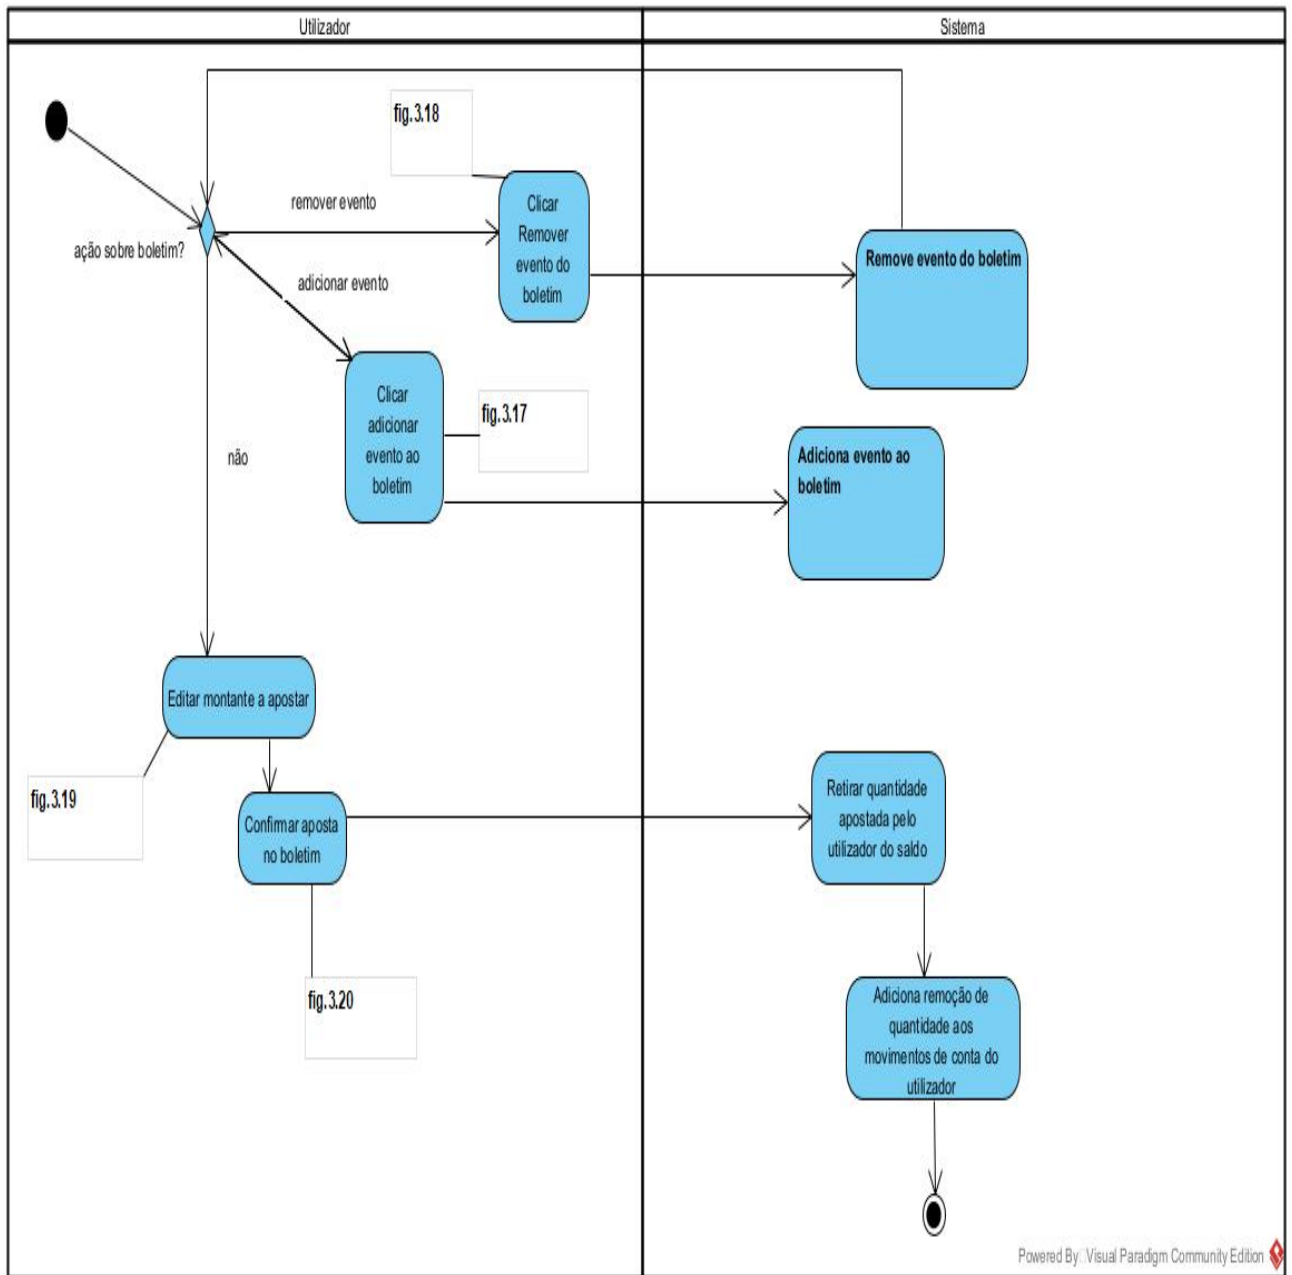 Utilizador
Sistema
fig.3.18
remover evento
Clicar
Remover
evento do
boletim
ação sobre boletim?
Remove evento do boletim
adicionar evento
Clicar
adicionar
evento ao
boletim
fig.3.17
não
Adiciona evento ao
boletim
Editar montante a apostar
fig.3.19
Confirmar aposta
no boletim
Retirar quantidade
apostada pelo
utilizador do saldo
fig.3.20
Adiciona remoção de
quantidade aos
movimentos de conta do
utilizador
Powered By Visual Paradigm Community Edition